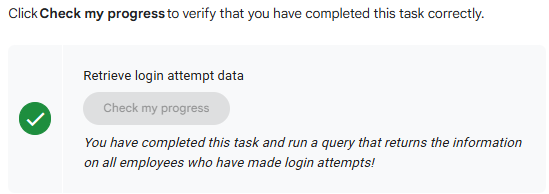 Click Check my progress to verify that you have completed this task correctly.
Retrieve login attempt data
Check my progress
You have completed this task and run a query that returns the information
on all employees who have made login attempts!